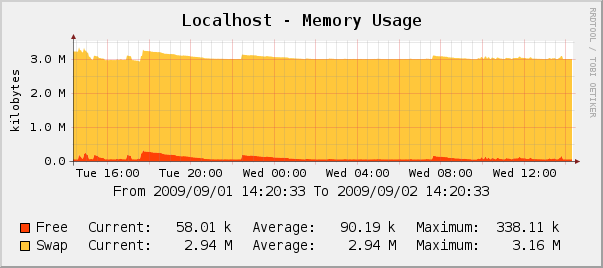 Localhost - Memory Usage
RRDTOOL / TOBI OETIKER
kilobytes
3.0 M
2.0 M
1.0 M
0.0
Tue 16:00 Tue 20:00 Wed 00:00 Wed 04:00 Wed 08:00 Wed 12:00
From 2009/09/01 14:20:33 To 2009/09/02 14:20:33
Free Current: 58.01 k Average: 90.19 k Maximum: 338.11 k
Swap Current: 2.94 M Average: 2.94 M Maximum: 3.16 M